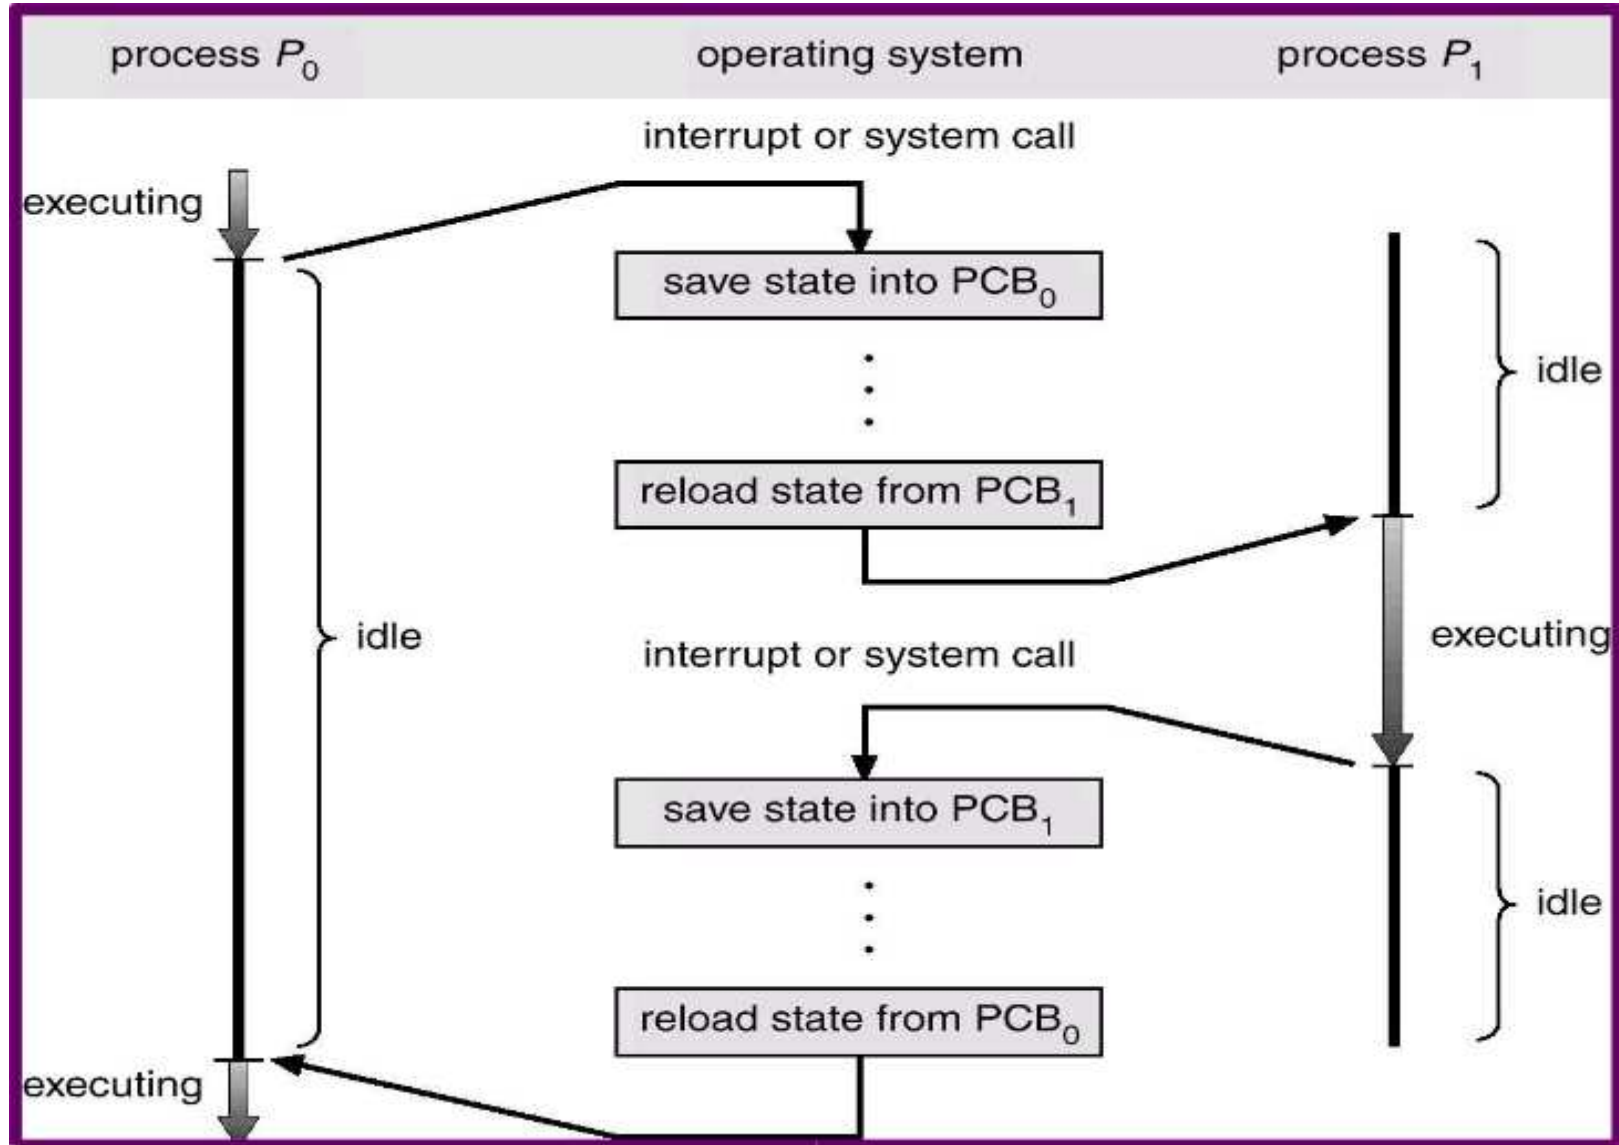 process P0 operating system process P1
interrupt or system call
executing
save state into PCB0
idle
reload state from PCB1
idle
executing
interrupt or system call
save state into PCB1
idle
reload state from PCB0
executing